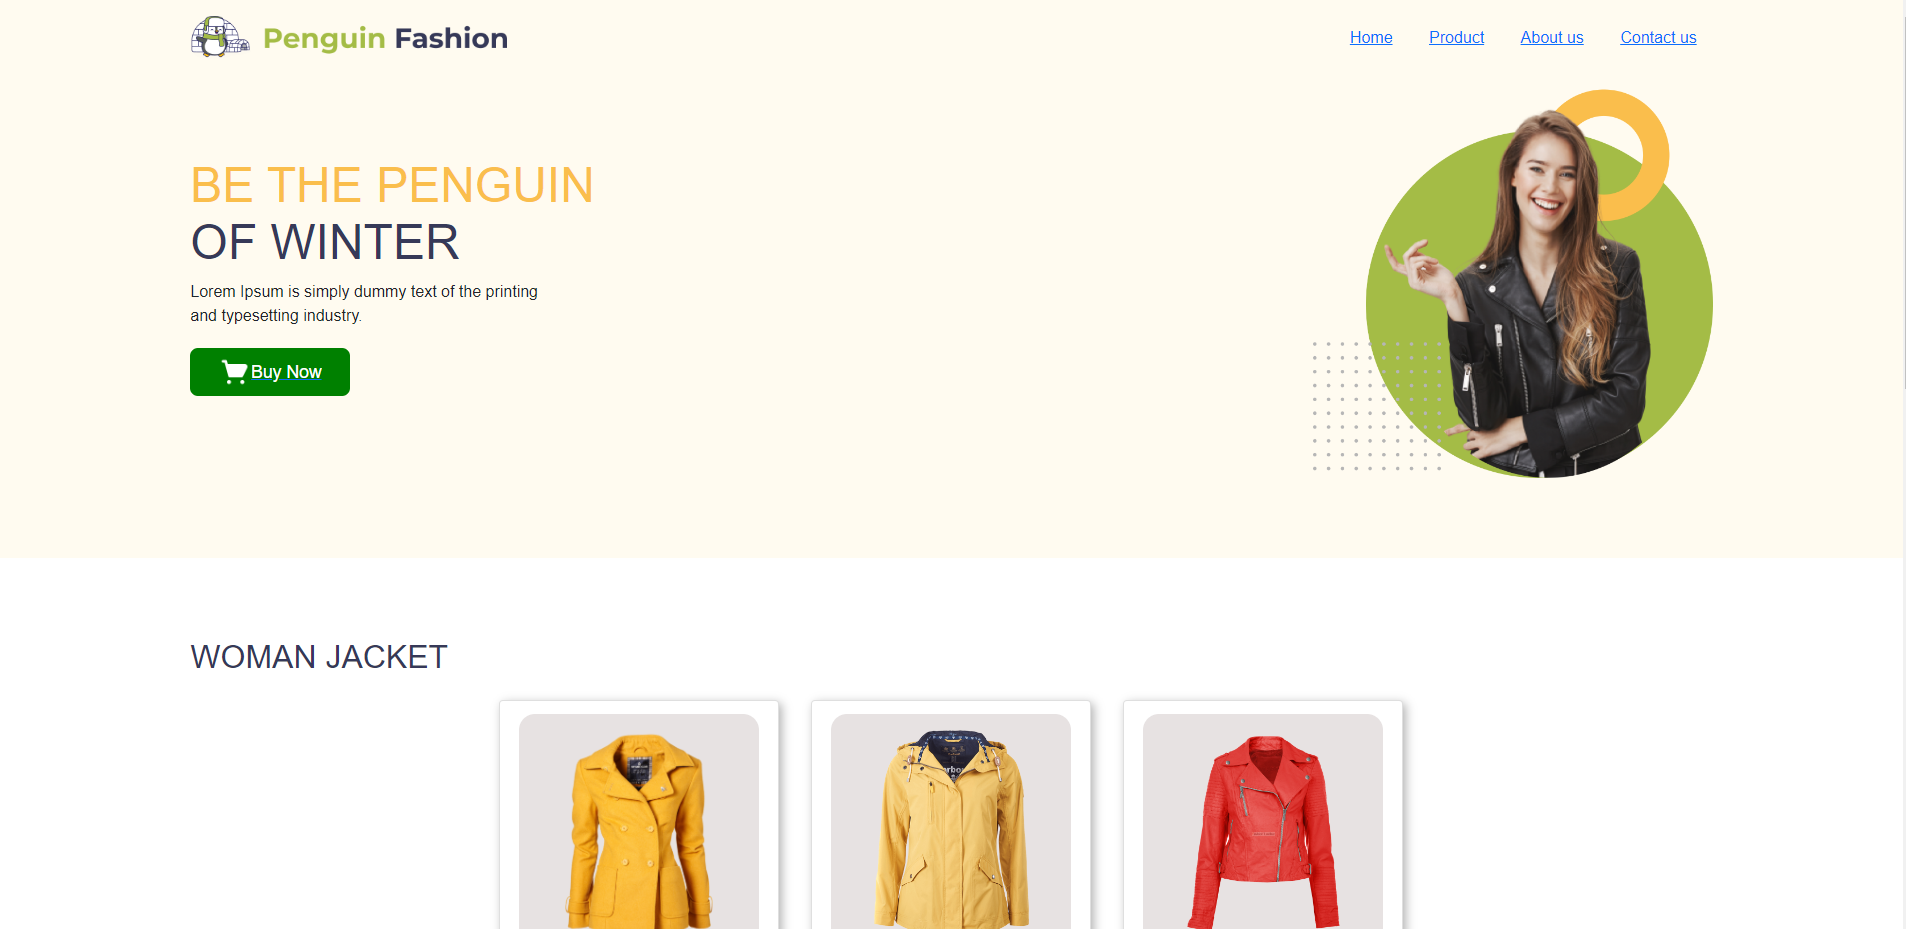 Penguin Fashion
Home Product About us Contact us
BE THE PENGUIN
OF WINTER
Lorem Ipsum is simply dummy text of the printing
and typesetting industry.
Buy Now
WOMAN JACKET